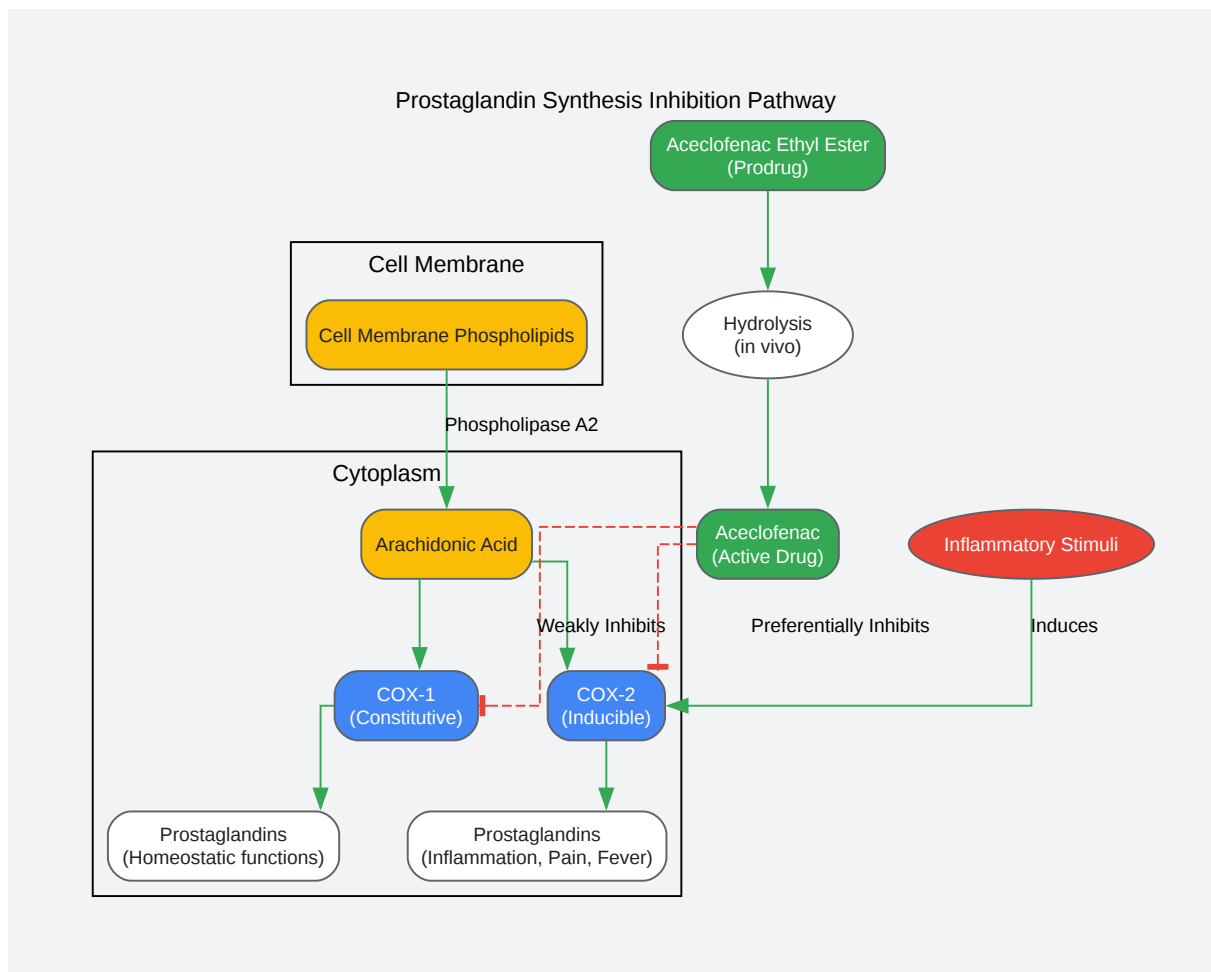 Prostaglandin Synthesis Inhibition Pathway
Aceclofenac Ethyl Ester
(Prodrug)
Cell Membrane
Cell Membrane Phospholipids
Hydrolysis
(in vivo)
Phospholipase A2
Cytoplasm
Arachidonic Acid
Aceclofenac
(Active Drug)
Inflammatory Stimuli
Weakly Inhibits
Preferentially Inhibits
Induces
COX-1
(Constitutive)
COX-2
(Inducible)
Prostaglandins
(Homeostatic functions)
Prostaglandins
(Inflammation, Pain, Fever)